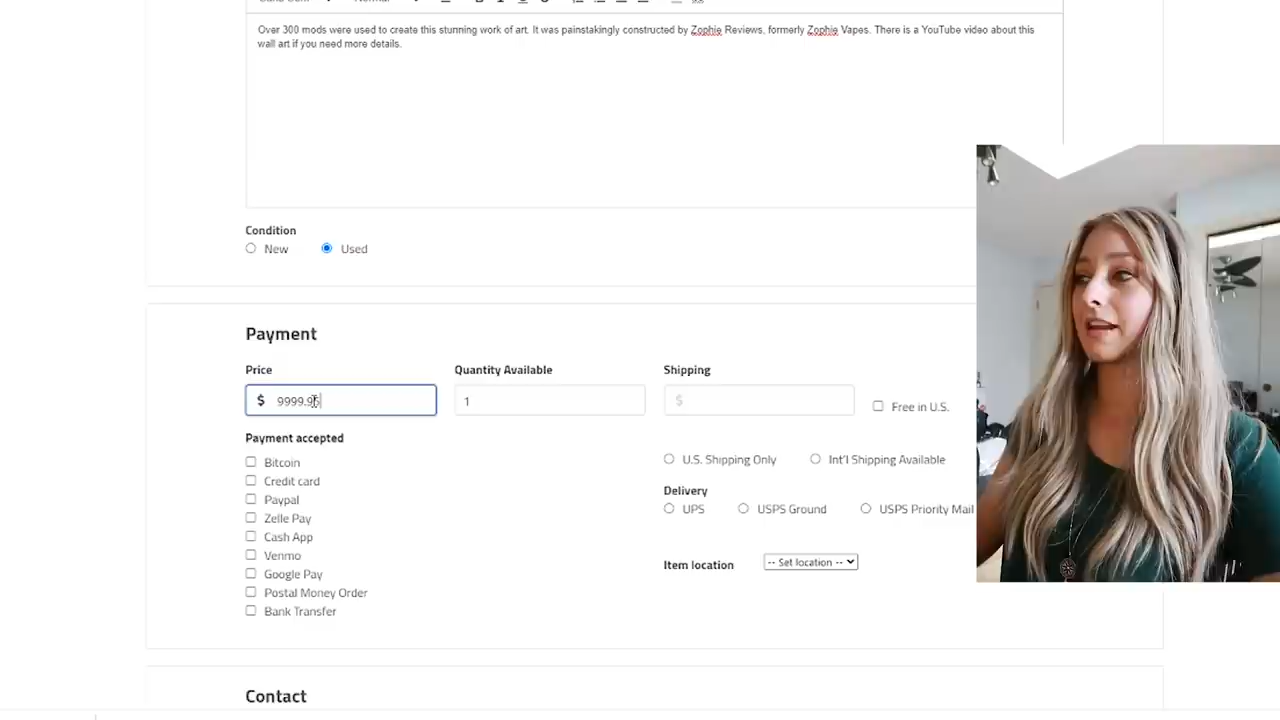 Over 300 mods were used to create this stunning work of art. It was painstakingly constructed by Zophie Reviews, formerly Zophie Vapes. There is a YouTube video about this
wall art if you need more details.
Condition
New
Used
Payment
Price
Quantity Available
Shipping
$
1
$
Free in U.S.
Payment accepted
Bitcoin
Credit card
Paypal
Zelle Pay
Cash App
Venmo
Google Pay
Postal Money Order
Bank Transfer
U.S. Shipping Only
Int'l Shipping Available
Delivery
UPS
USPS Ground
USPS Priority Mail
Item location
-- Set location --
Contact